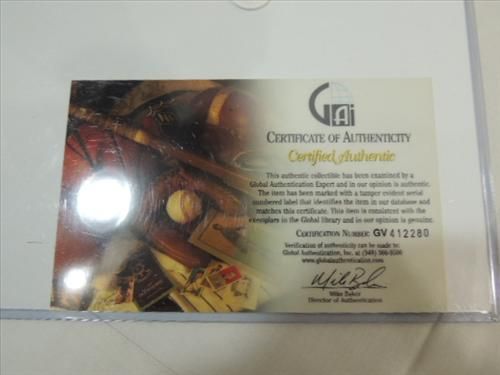 GAi
CERTIFICATE OF AUTHENTICITY
Certified Authentic
This authentic collectible has been examined by a
Global Authentication Expert and in our opinion is authentic.
The item has been marked with a tamper evident serial
numbered label that identifies the item in our database and
matches this certificate. This item is consistent with the
exemplars in the Global library and in our opinion is genuine.
CERTIFICATION NUMBER: GV 412280
Verification of authenticity can be made to:
Global Authentication, Inc. at (949)
www.globalauthentication.com
Mike Baker
Mike Baker
Director of Authentication